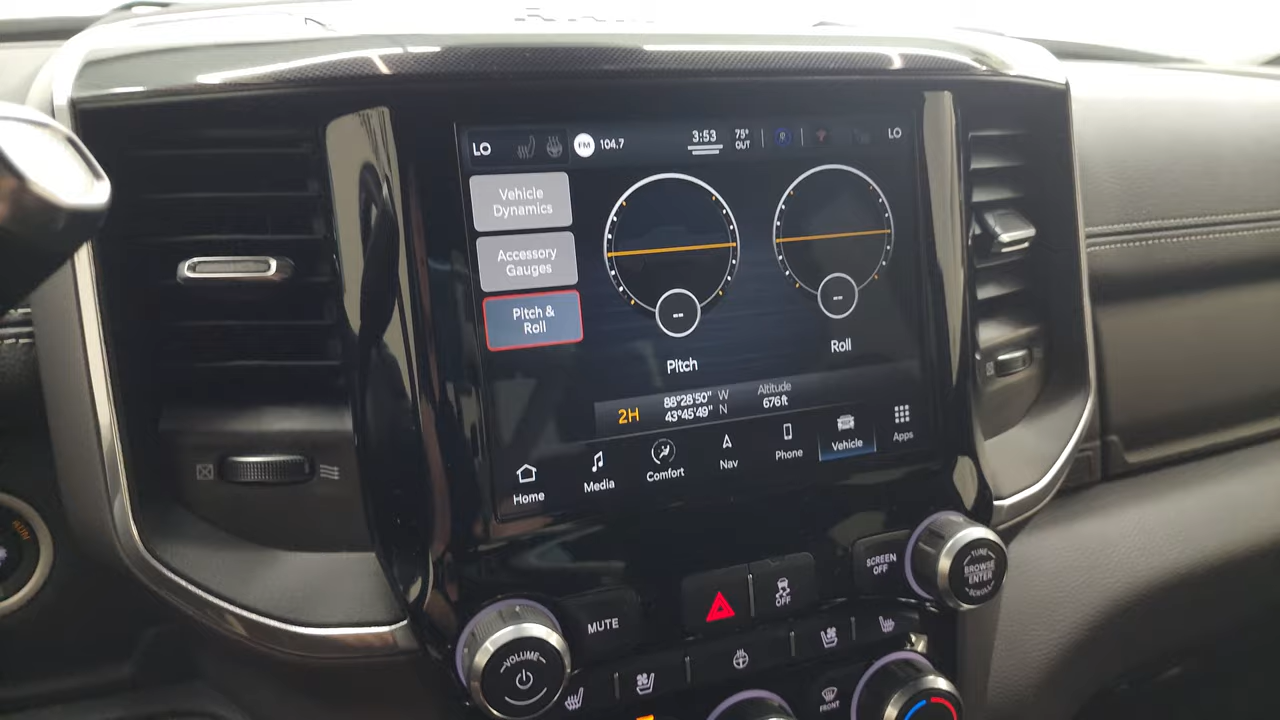 LO FM 104.7 3:53 75° OUT LO
Vehicle
Dynamics
Accessory
Gauges
Pitch &
Roll
--
Pitch
--
Roll
2H
88°28'50" W
43°45'49" N
Altitude
676ft
Home
Media
Comfort
Nav
Phone
Vehicle
Apps
RUN
MUTE
OFF
SCREEN
OFF
TUNE
BROWSE
ENTER
SCROLL
VOLUME
FRONT